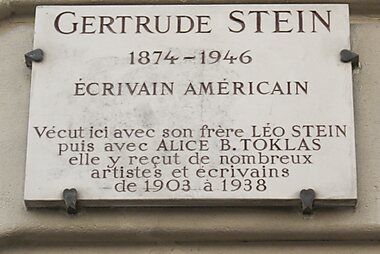 GERTRUDE STEIN
1874-1946
ÉCRIVAIN AMÉRICAIN
Vécut ici avec son frère LÉO STEIN
puis avec ALICE B. TOKLAS
elle y reçut de nombreux
artistes et écrivains
de 1903 à 1938